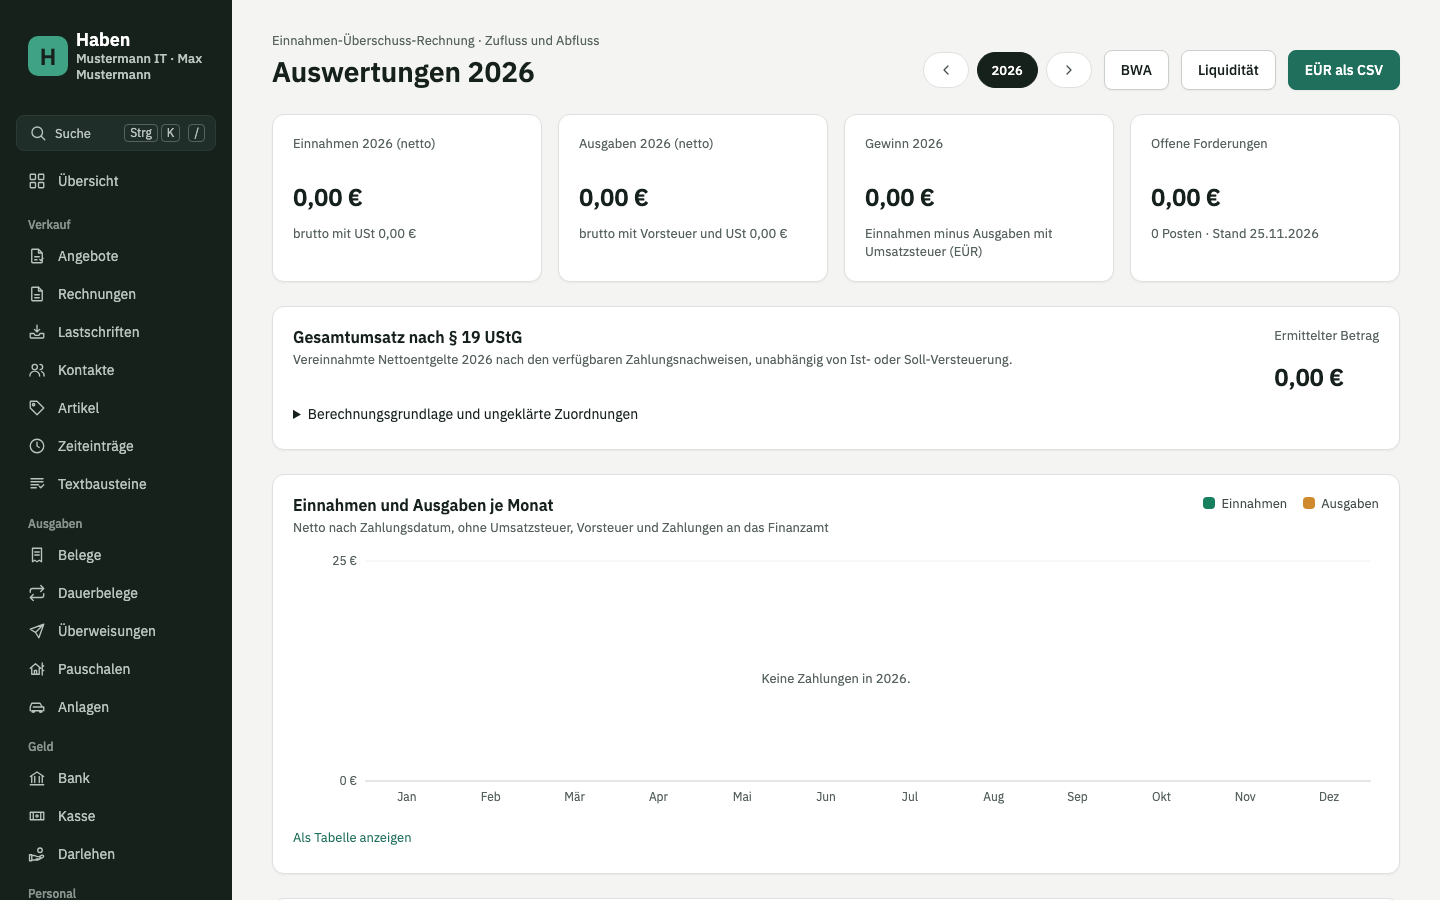 H
Haben
Mustermann IT · Max
Mustermann
Suche
Strg
K
/
Übersicht
Verkauf
Angebote
Rechnungen
Lastschriften
Kontakte
Artikel
Zeiteinträge
Textbausteine
Ausgaben
Belege
Dauerbelege
Überweisungen
Pauschalen
Anlagen
Geld
Bank
Kasse
Darlehen
Personal
Einnahmen-Überschuss-Rechnung · Zufluss und Abfluss
Auswertungen 2026
2026
BWA
Liquidität
EÜR als CSV
Einnahmen 2026 (netto)
0,00 €
brutto mit USt 0,00 €
Ausgaben 2026 (netto)
0,00 €
brutto mit Vorsteuer und USt 0,00 €
Gewinn 2026
0,00 €
Einnahmen minus Ausgaben mit
Umsatzsteuer (EÜR)
Offene Forderungen
0,00 €
0 Posten · Stand 25.11.2026
Gesamtumsatz nach § 19 UStG
Vereinnahmte Nettoentgelte 2026 nach den verfügbaren Zahlungsnachweisen, unabhängig von Ist- oder Soll-Versteuerung.
Ermittelter Betrag
0,00 €
Berechnungsgrundlage und ungeklärte Zuordnungen
Einnahmen und Ausgaben je Monat
Netto nach Zahlungsdatum, ohne Umsatzsteuer, Vorsteuer und Zahlungen an das Finanzamt
Einnahmen
Ausgaben
25 €
Keine Zahlungen in 2026.
0 €
Jan
Feb
Mär
Apr
Mai
Jun
Jul
Aug
Sep
Okt
Nov
Dez
Als Tabelle anzeigen